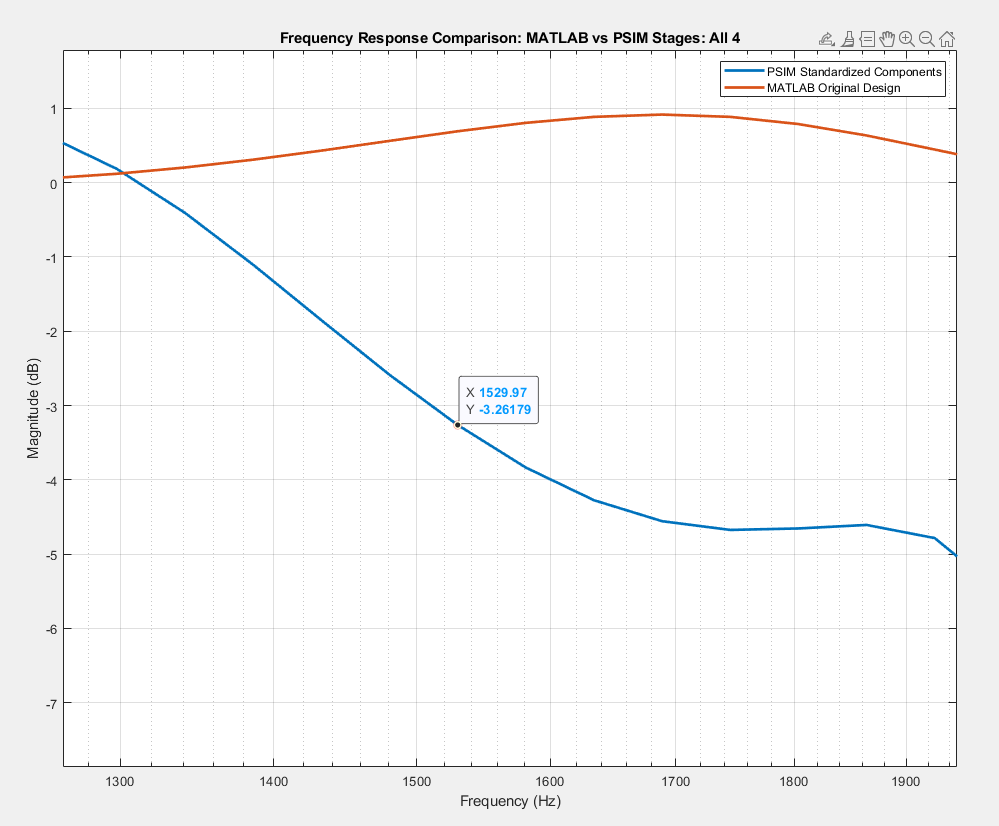 Frequency Response Comparison: MATLAB vs PSIM Stages: All 4
PSIM Standardized Components
MATLAB Original Design
1
0
-1
-2
-3
-4
-5
-6
-7
Magnitude (dB)
X 1529.97
Y -3.26179
1300 1400 1500 1600 1700 1800 1900
Frequency (Hz)